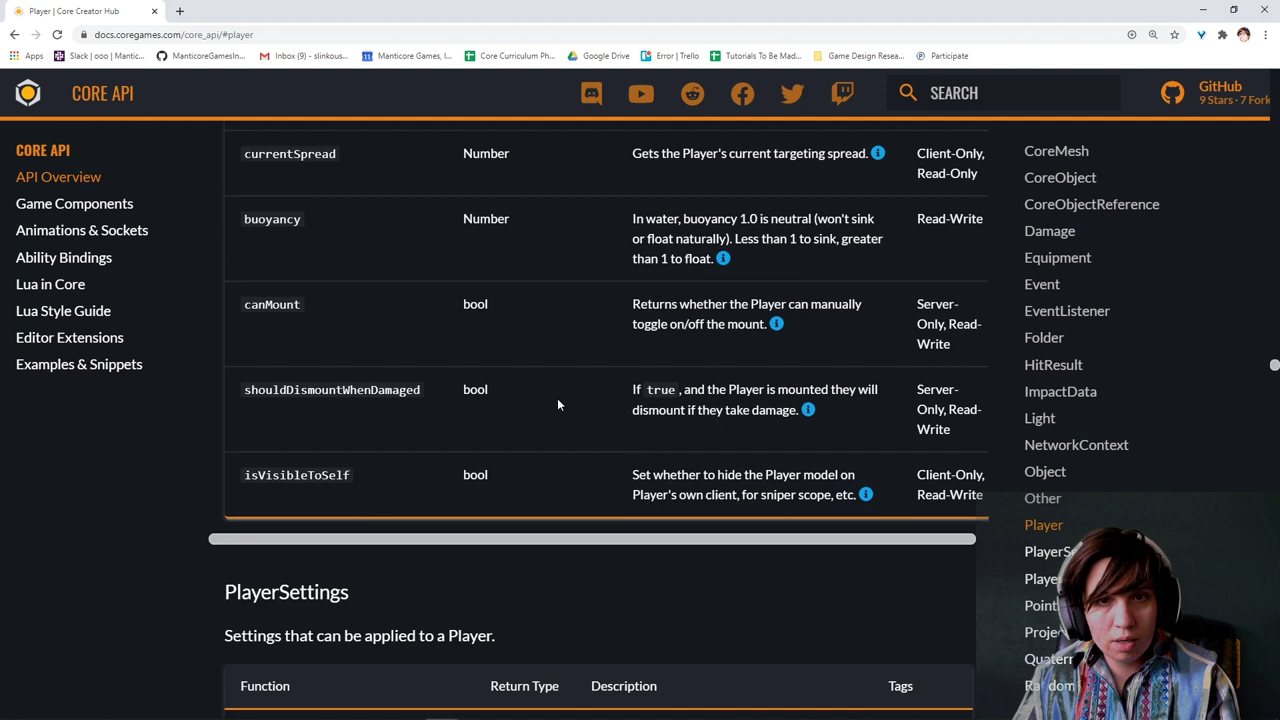 Player | Core Creator Hub
docs.coregames.com/core_api/#player
Apps
Slack | ooo | Mantic...
ManticoreGamesIn...
Inbox (9) - slinkous...
Manticore Games, I...
Core Curriculum Ph...
Google Drive
Error | Trello
Tutorials To Be Mad...
Game Design Resea...
Participate
CORE API
SEARCH
GitHub
9 Stars · 7 Fork
CORE API
API Overview
Game Components
Animations & Sockets
Ability Bindings
Lua in Core
Lua Style Guide
Editor Extensions
Examples & Snippets
currentSpread Number Gets the Player's current targeting spread. Client-Only,
Read-Only
buoyancy Number In water, buoyancy 1.0 is neutral (won't sink Read-Write
or float naturally). Less than 1 to sink, greater
than 1 to float.
canMount bool Returns whether the Player can manually Server-
toggle on/off the mount. Only, Read-
Write
shouldDismountWhenDamaged bool If true, and the Player is mounted they will Server-
dismount if they take damage. Only, Read-
Write
isVisibleToSelf bool Set whether to hide the Player model on Client-Only,
Player's own client, for sniper scope, etc. Read-Write
PlayerSettings
Settings that can be applied to a Player.
Function Return Type Description Tags
CoreMesh
CoreObject
CoreObjectReference
Damage
Equipment
Event
EventListener
Folder
HitResult
ImpactData
Light
NetworkContext
Object
Other
Player
PlayerS
Playe
Point
Proje
Quatern
Random